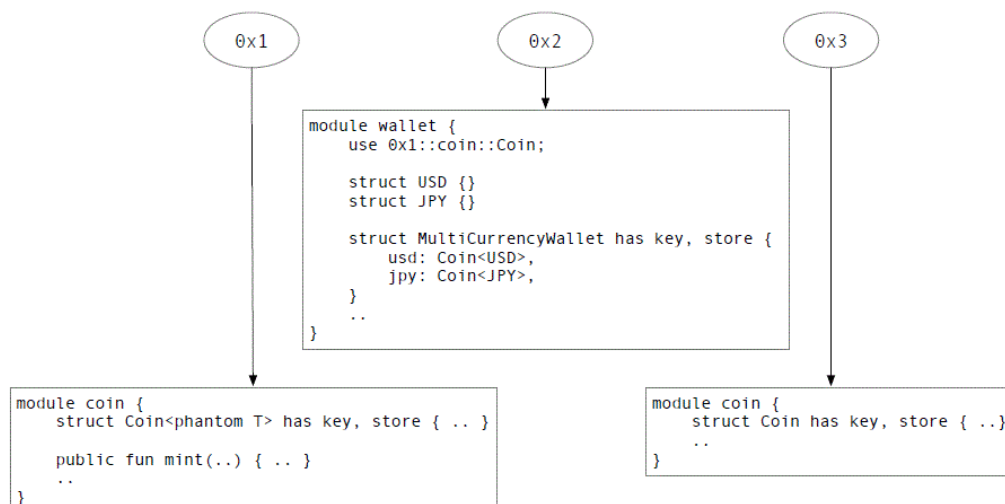 0x1
0x2
0x3
module wallet {
use 0x1::coin::Coin;
struct USD {}
struct JPY {}
struct MultiCurrencyWallet has key, store {
usd: Coin<USD>,
jpy: Coin<JPY>,
}
..
}
module coin {
struct Coin<phantom T> has key, store { .. }
public fun mint(..) { .. }
..
}
module coin {
struct Coin has key, store { ..}
..
}